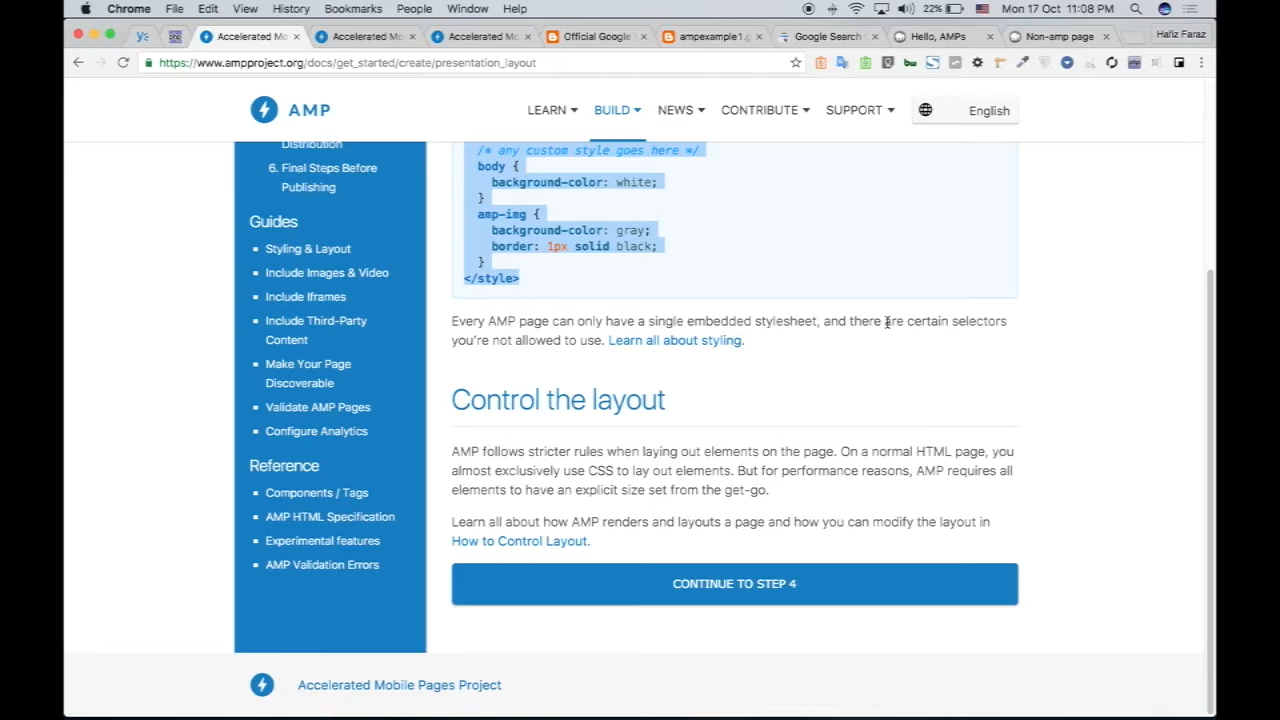 Chrome File Edit View History Bookmarks People Window Help 22% Mon 17 Oct 11:08 PM
Accelerated Mo Accelerated Mo Accelerated Mo Official Google ampexample1.g Google Search Hello, AMPs Non-amp page Hafiz Faraz
https://www.ampproject.org/docs/get_started/create/presentation_layout
AMP LEARN BUILD NEWS CONTRIBUTE SUPPORT English
Distribution
6. Final Steps Before
Publishing
Guides
Styling & Layout
Include Images & Video
Include Iframes
Include Third-Party
Content
Make Your Page
Discoverable
Validate AMP Pages
Configure Analytics
Reference
Components / Tags
AMP HTML Specification
Experimental features
AMP Validation Errors
/* any custom style goes here */
body {
background-color: white;
}
amp-img {
background-color: gray;
border: 1px solid black;
}
</style>
Every AMP page can only have a single embedded stylesheet, and there are certain selectors
you're not allowed to use. Learn all about styling.
Control the layout
AMP follows stricter rules when laying out elements on the page. On a normal HTML page, you
almost exclusively use CSS to lay out elements. But for performance reasons, AMP requires all
elements to have an explicit size set from the get-go.
Learn all about how AMP renders and layouts a page and how you can modify the layout in
How to Control Layout.
CONTINUE TO STEP 4
Accelerated Mobile Pages Project